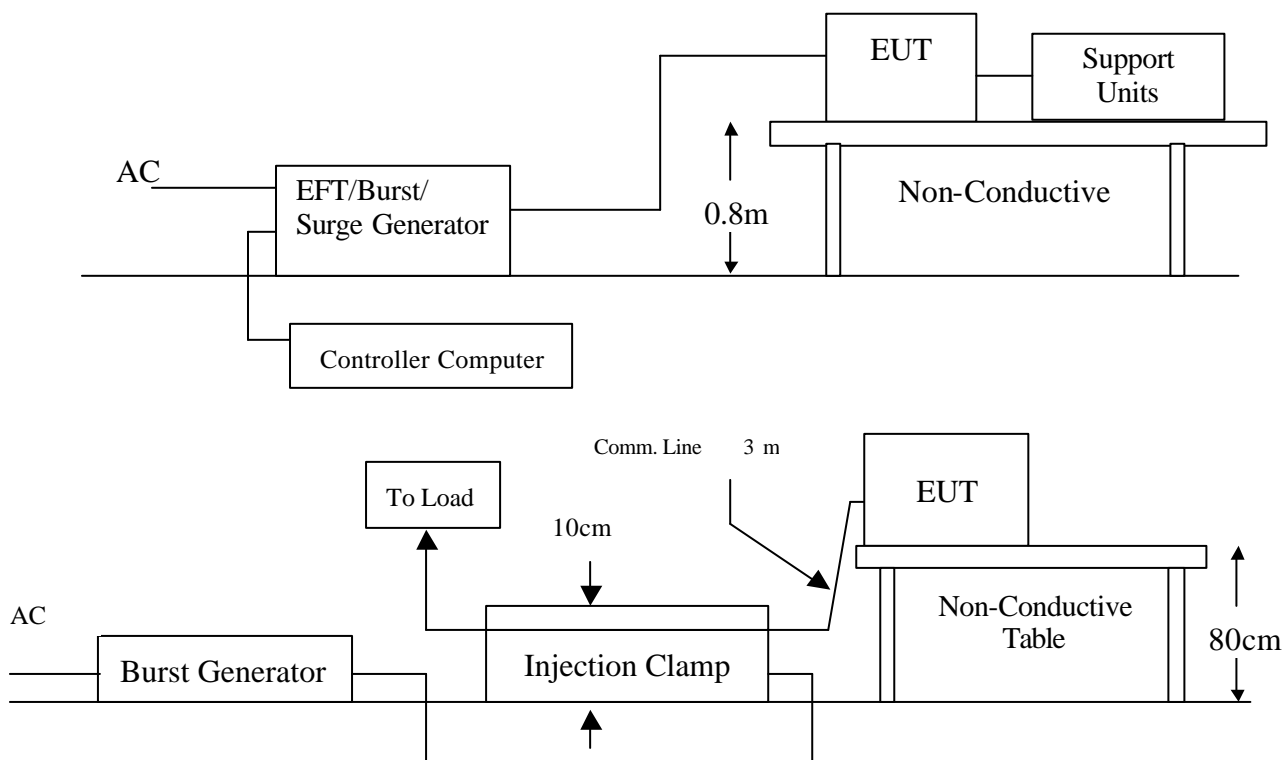 EUT
Support
Units
AC
EFT/Burst/
Surge Generator
0.8m
Non-Conductive
Controller Computer
Comm. Line 3 m
To Load
10cm
EUT
AC
Burst Generator
Injection Clamp
Non-Conductive
Table
80cm